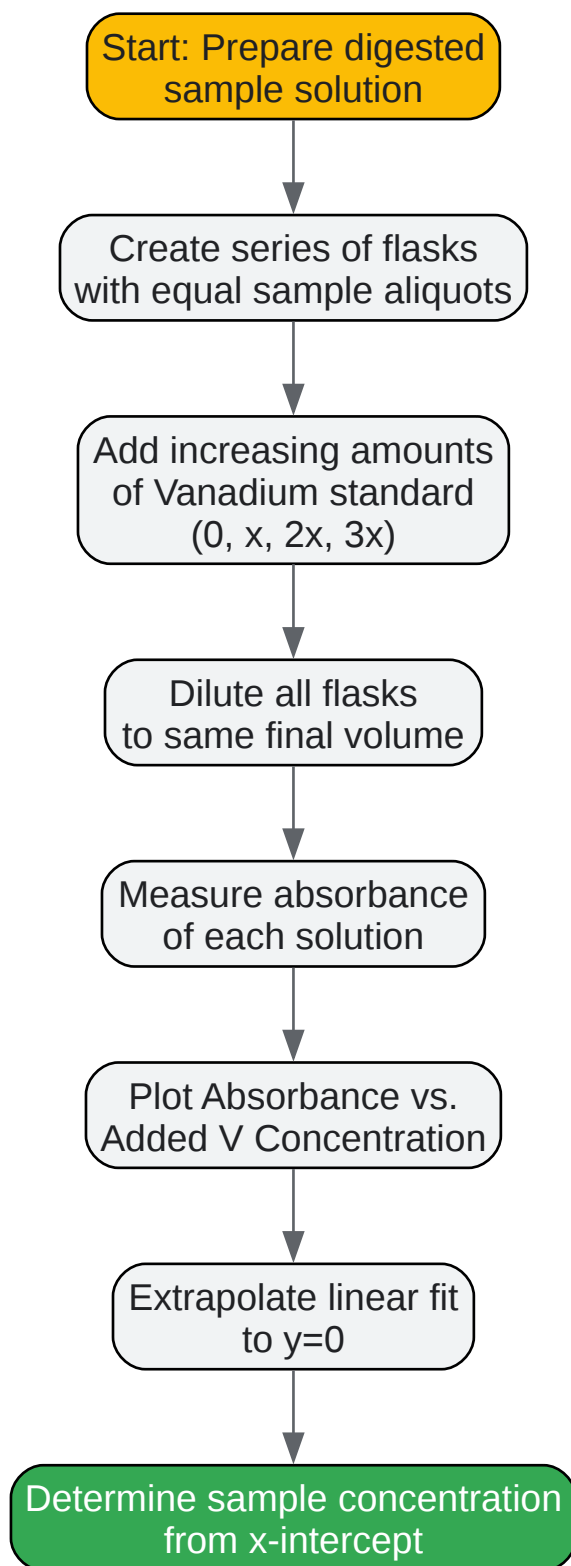 Start: Prepare digested
sample solution
Create series of flasks
with equal sample aliquots
Add increasing amounts
of Vanadium standard
(0, x, 2x, 3x)
Dilute all flasks
to same final volume
Measure absorbance
of each solution
Plot Absorbance vs.
Added V Concentration
Extrapolate linear fit
to y=0
Determine sample concentration
from x-intercept